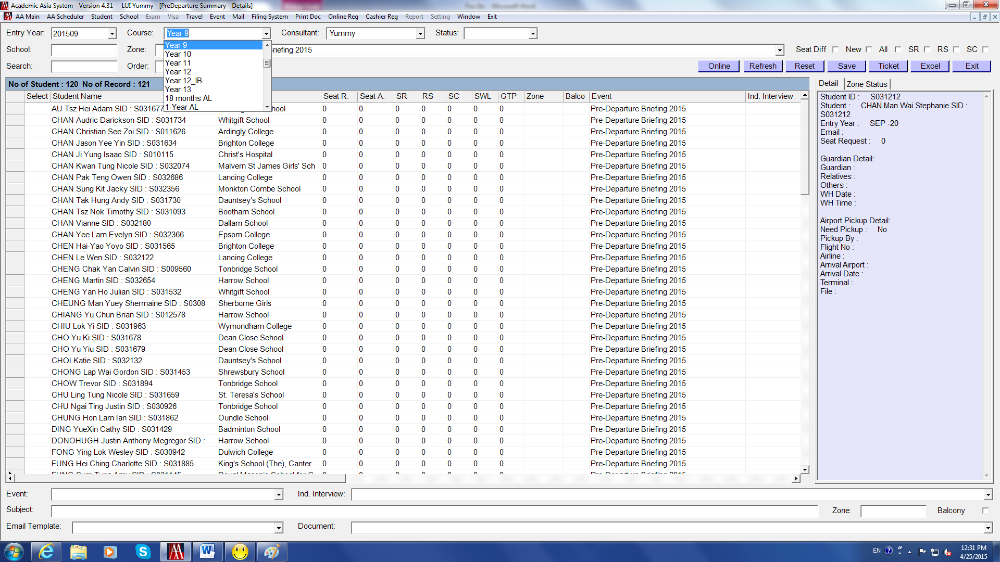 Academic Asia System - Version 4.31 LUI Yummy - [PreDeparture Summary - Details]
AA Main AA Scheduler Student School Exam Visa Travel Event Mail Filing System Print Doc Online Reg Cashier Reg Report Setting Window Exit
Entry Year: 201509 Course: Year 9 Consultant: Yummy Status:
School: Zone: Briefing 2015 Seat Diff New All SR RS SC
Search: Order: Online Refresh Reset Save Ticket Excel Exit
Year 9
Year 10
Year 11
Year 12
Year 12_IB
Year 13
18 months AL
1-Year AL
No of Student : 120 No of Record : 121
Select Student Name Seat R. Seat A. SR RS SC SWL GTP Zone Balco Event Ind. Interview
AU Tsz Hei Adam SID : S031677 hool 0 0 0 0 0 0 0 Pre-Departure Briefing 2015
CHAN Audric Darickson SID : S031734 Whitgift School 0 0 0 0 0 0 0 Pre-Departure Briefing 2015
CHAN Christian See Zoi SID : S011626 Ardingly College 0 0 0 0 0 0 0 Pre-Departure Briefing 2015
CHAN Jason Yee Yin SID : S031634 Brighton College 0 0 0 0 0 0 0 Pre-Departure Briefing 2015
CHAN Ji Yung Isaac SID : S010115 Christ's Hospital 0 0 0 0 0 0 0 Pre-Departure Briefing 2015
CHAN Kwan Tung Nicole SID : S032074 Malvern St James Girls' Sch 0 0 0 0 0 0 0 Pre-Departure Briefing 2015
CHAN Pak Teng Owen SID : S032686 Lancing College 0 0 0 0 0 0 0 Pre-Departure Briefing 2015
CHAN Sung Kit Jacky SID : S032356 Monkton Combe School 0 0 0 0 0 0 0 Pre-Departure Briefing 2015
CHAN Tak Hung Andy SID : S031730 Dauntsey's School 0 0 0 0 0 0 0 Pre-Departure Briefing 2015
CHAN Tsz Nok Timothy SID : S031093 Bootham School 0 0 0 0 0 0 0 Pre-Departure Briefing 2015
CHAN Vianne SID : S032180 Dallam School 0 0 0 0 0 0 0 Pre-Departure Briefing 2015
CHAN Yee Lam Evelyn SID : S032366 Epsom College 0 0 0 0 0 0 0 Pre-Departure Briefing 2015
CHEN Hai-Yao Yoyo SID : S031565 Brighton College 0 0 0 0 0 0 0 Pre-Departure Briefing 2015
CHEN Le Wen SID : S032122 Lancing College 0 0 0 0 0 0 0 Pre-Departure Briefing 2015
CHENG Chak Yan Calvin SID : S009560 Tonbridge School 0 0 0 0 0 0 0 Pre-Departure Briefing 2015
CHENG Martin SID : S032654 Harrow School 0 0 0 0 0 0 0 Pre-Departure Briefing 2015
CHENG Yan Ho Julian SID : S031532 Whitgift School 0 0 0 0 0 0 0 Pre-Departure Briefing 2015
CHEUNG Man Yuey Shermaine SID : S0308 Sherborne Girls 0 0 0 0 0 0 0 Pre-Departure Briefing 2015
CHIANG Yu Chun Brian SID : S012578 Harrow School 0 0 0 0 0 0 0 Pre-Departure Briefing 2015
CHIU Lok Yi SID : S031963 Wymondham College 0 0 0 0 0 0 0 Pre-Departure Briefing 2015
CHO Yu Ki SID : S031678 Dean Close School 0 0 0 0 0 0 0 Pre-Departure Briefing 2015
CHO Yu Yiu SID : S031679 Dean Close School 0 0 0 0 0 0 0 Pre-Departure Briefing 2015
CHOI Katie SID : S032132 Dauntsey's School 0 0 0 0 0 0 0 Pre-Departure Briefing 2015
CHONG Lap Wai Gordon SID : S031453 Shrewsbury School 0 0 0 0 0 0 0 Pre-Departure Briefing 2015
CHOW Trevor SID : S031894 Tonbridge School 0 0 0 0 0 0 0 Pre-Departure Briefing 2015
CHU Ling Tung Nicole SID : S031659 St. Teresa's School 0 0 0 0 0 0 0 Pre-Departure Briefing 2015
CHU Ngai Ting Justin SID : S030926 Tonbridge School 0 0 0 0 0 0 0 Pre-Departure Briefing 2015
CHUNG Hon Lam Ian SID : S031862 Oundle School 0 0 0 0 0 0 0 Pre-Departure Briefing 2015
DING YueXin Cathy SID : S031429 Badminton School 0 0 0 0 0 0 0 Pre-Departure Briefing 2015
DONOHUGH Justin Anthony Mcgregor SID : Harrow School 0 0 0 0 0 0 0 Pre-Departure Briefing 2015
FONG Ying Lok Wesley SID : S030942 Dulwich College 0 0 0 0 0 0 0 Pre-Departure Briefing 2015
FUNG Hei Ching Charlotte SID : S031885 King's School (The), Canter 0 0 0 0 0 0 0 Pre-Departure Briefing 2015
Detail Zone Status
Student ID : S031212
Student : CHAN Man Wai Stephanie SID :
S031212
Entry Year : SEP -20
Email :
Seat Request : 0
Guardian Detail:
Guardian :
Relatives :
Others :
WH Date :
WH Time :
Airport Pickup Detail:
Need Pickup : No
Pickup By :
Flight No :
Airline :
Arrival Airport :
Arrival Date :
Terminal :
File :
Event: Ind. Interview:
Subject: Zone: Balcony
Email Template: Document:
EN 12:31 PM
4/25/2015